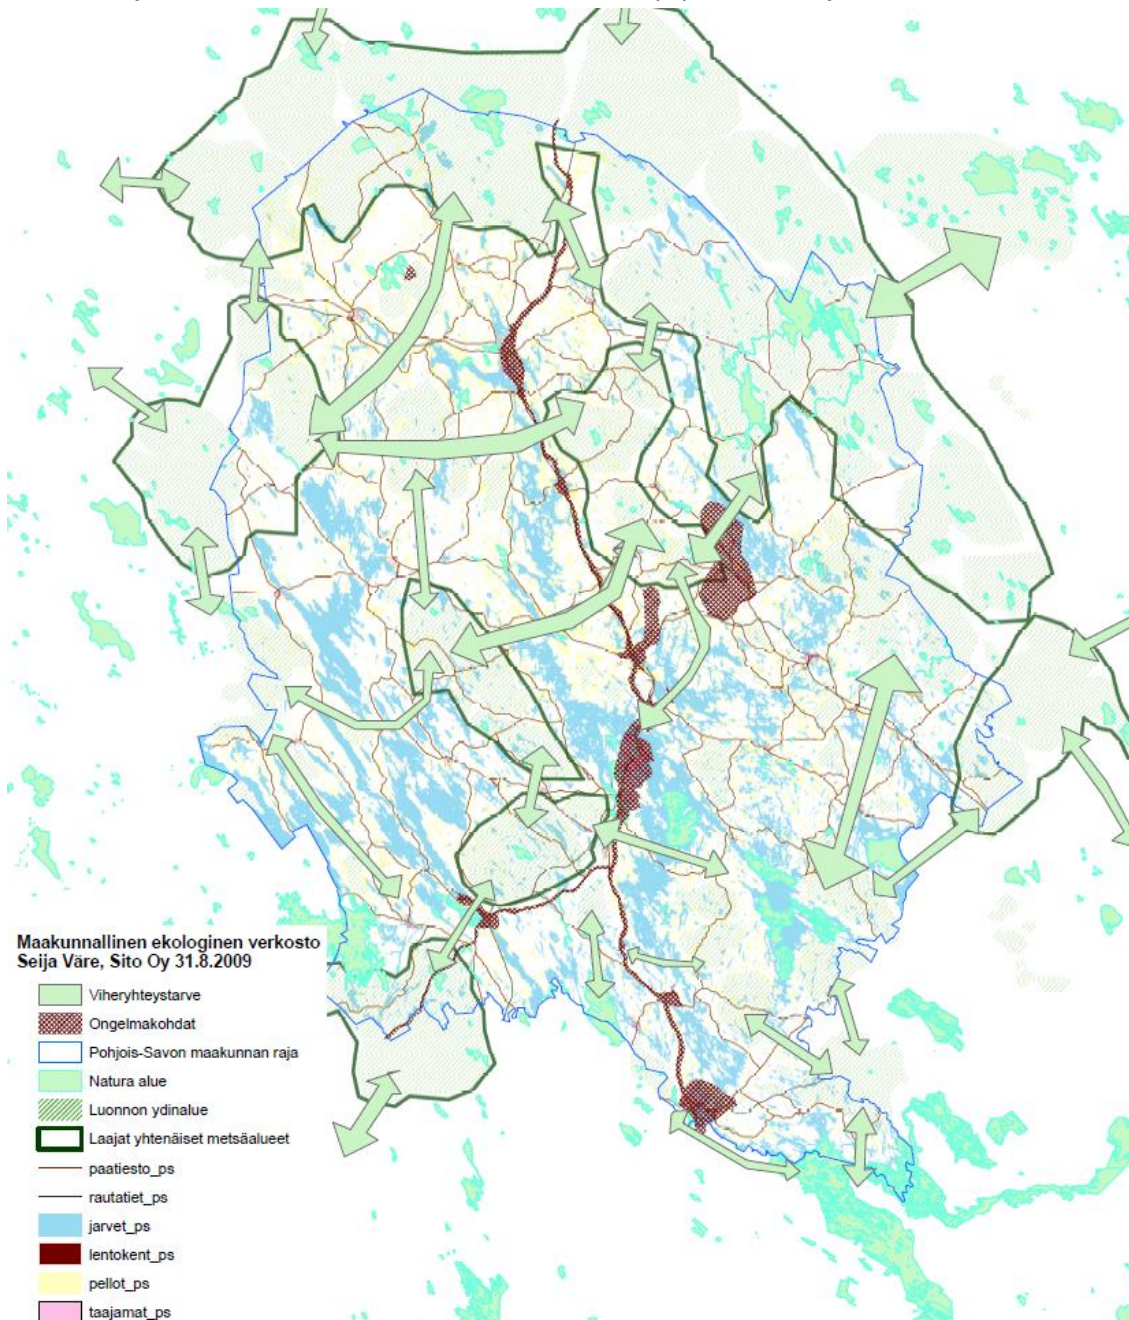 Maakunnallinen ekologinen verkosto
Seija Väre, Sito Oy 31.8.2009
Viheryhteystarve
Ongelmakohdat
Pohjois-Savon maakunnan raja
Natura alue
Luonnon ydinalue
Laajat yhtenäiset metsäalueet
paatiesto_ps
rautatiet_ps
jarvet_ps
lentokent_ps
pellot_ps
taajamat_ps